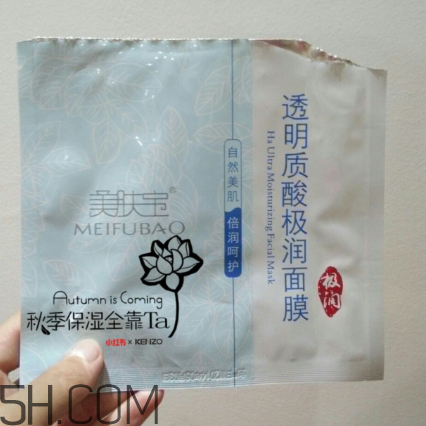 美肤宝®
MEIFUBAO
自然美肌
倍润呵护
透明质酸极润面膜
Ha Ultra Moisturizing Facial Mask
极润
Autumn is Coming
秋季保湿全靠Ta
小红书 x KENZO
5H.COM